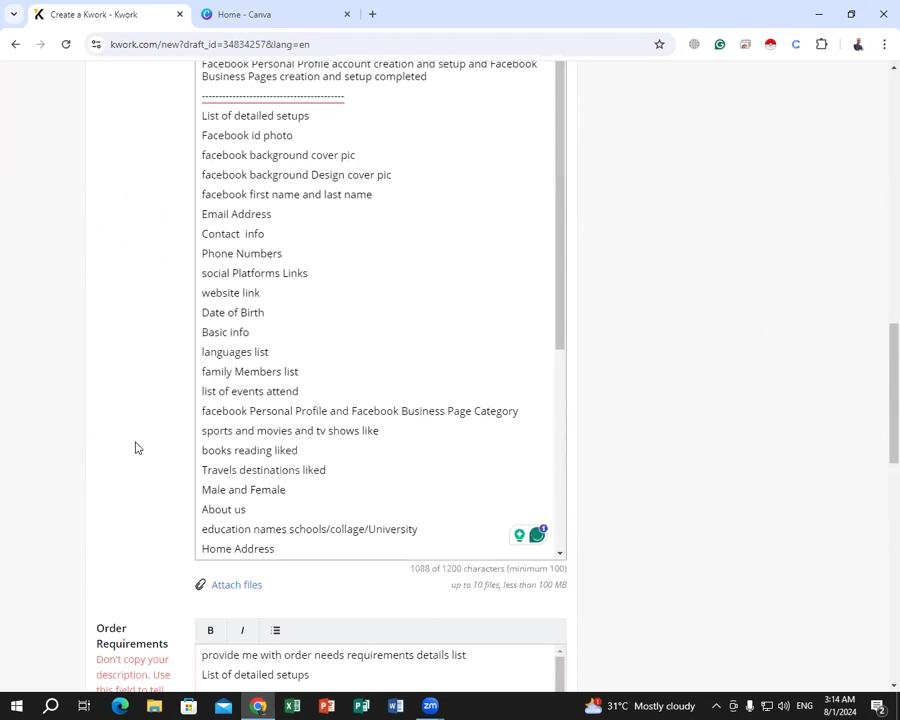 Create a Kwork - Kwork
Home - Canva
kwork.com/new?draft_id=34834257&lang=en
Facebook Personal Profile account creation and setup and Facebook
Business Pages creation and setup completed
------------------------------------------
List of detailed setups
Facebook id photo
facebook background cover pic
facebook background Design cover pic
facebook first name and last name
Email Address
Contact  info
Phone Numbers
social Platforms Links
website link
Date of Birth
Basic info
languages list
family Members list
list of events attend
facebook Personal Profile and Facebook Business Page Category
sports and movies and tv shows like
books reading liked
Travels destinations liked
Male and Female
About us
education names schools/collage/University
Home Address
1
1088 of 1200 characters (minimum 100)
Attach files
up to 10 files, less than 100 MB
Order
Requirements
Don't copy your
description. Use
this field to tell
B I
provide me with order needs requirements details list
List of detailed setups
31°C Mostly cloudy
3:14 AM
8/1/2024
2